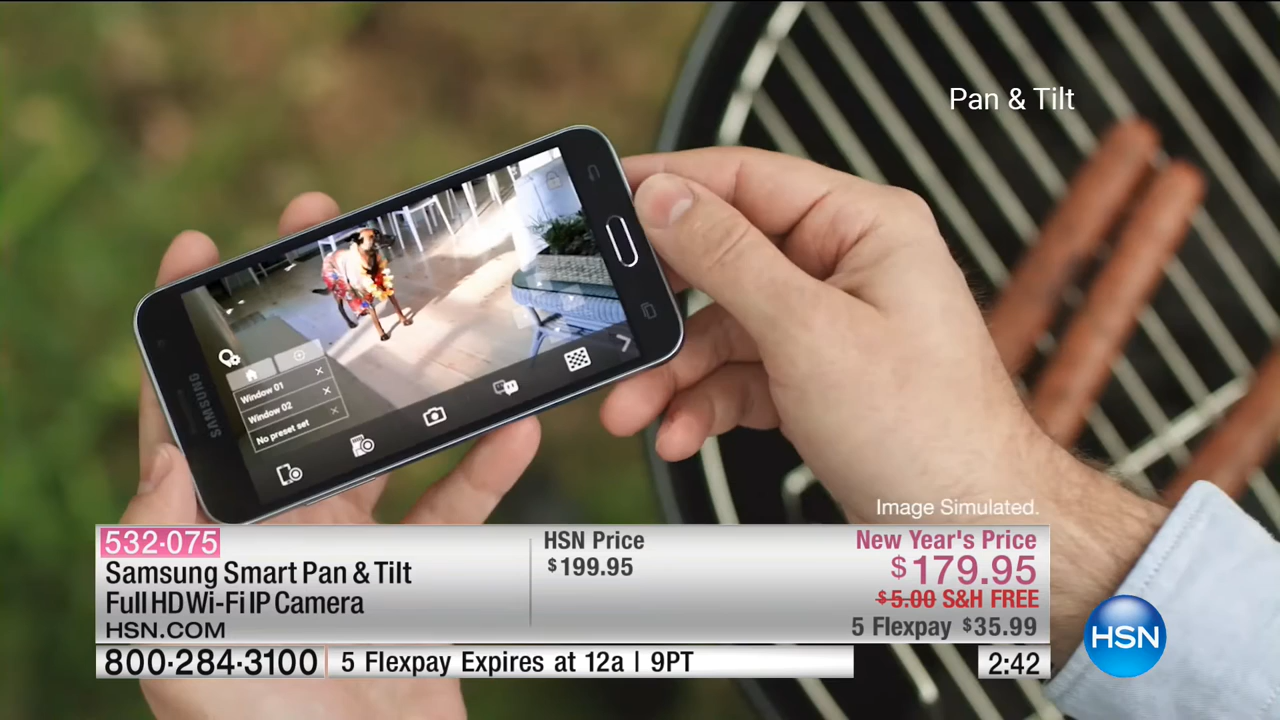 Pan & Tilt
SAMSUNG
Window 01
Window 02
No preset set
Image Simulated.
532-075
Samsung Smart Pan & Tilt
Full HD Wi-Fi IP Camera
HSN.COM
HSN Price
$199.95
New Year's Price
$179.95
$5.00 S&H FREE
5 Flexpay $35.99
HSN
800·284·3100
5 Flexpay Expires at 12a | 9PT
2:42